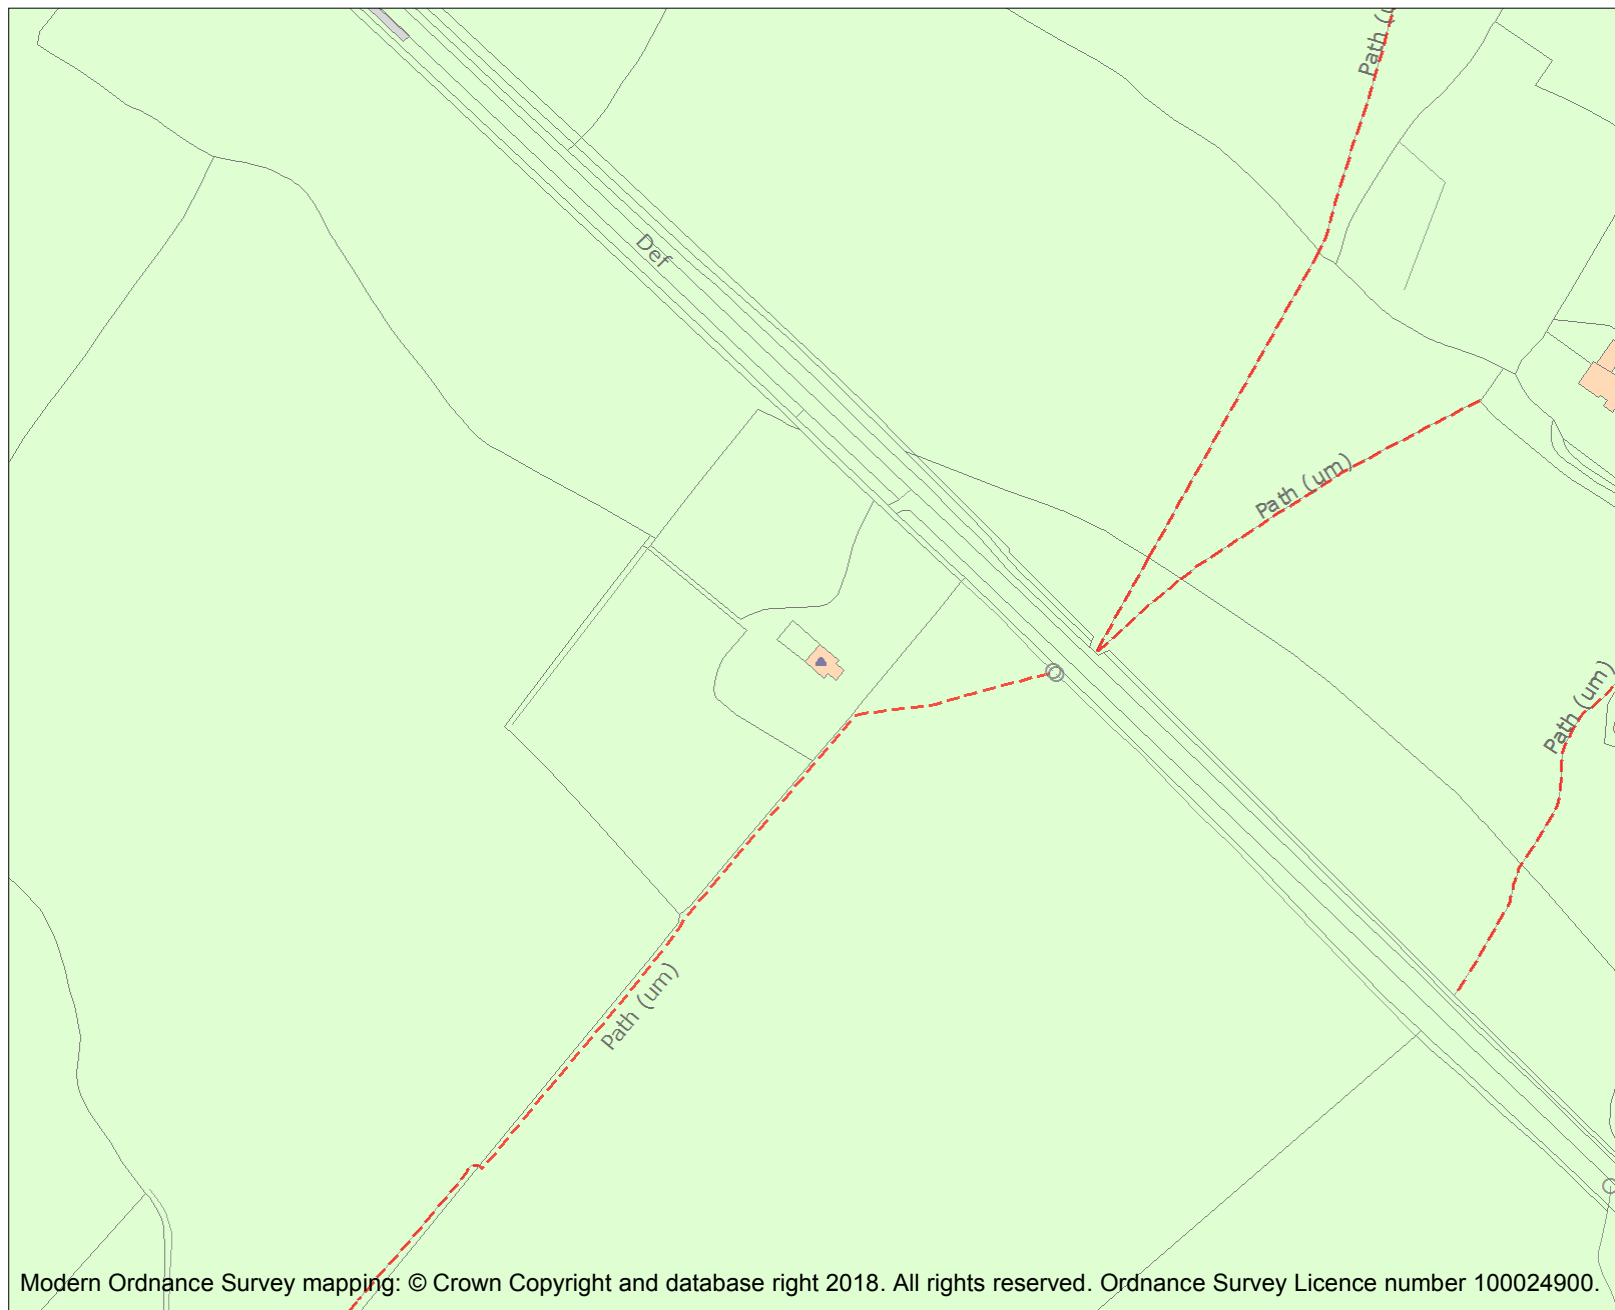 Path (u
Def
Path (um)
Path (um)
Path (um)
Modern Ordnance Survey mapping: © Crown Copyright and database right 2018. All rights reserved. Ordnance Survey Licence number 100024900.